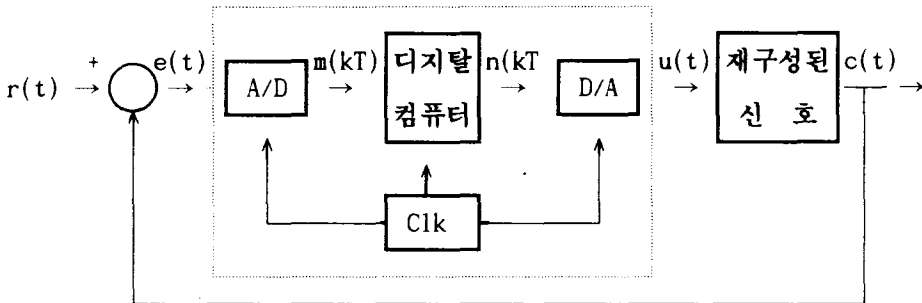 r(t)
+
e(t)
A/D
m(kT)
디지탈
컴퓨터
n(kT
D/A
u(t)
재구성된
신 호
c(t)
Clk